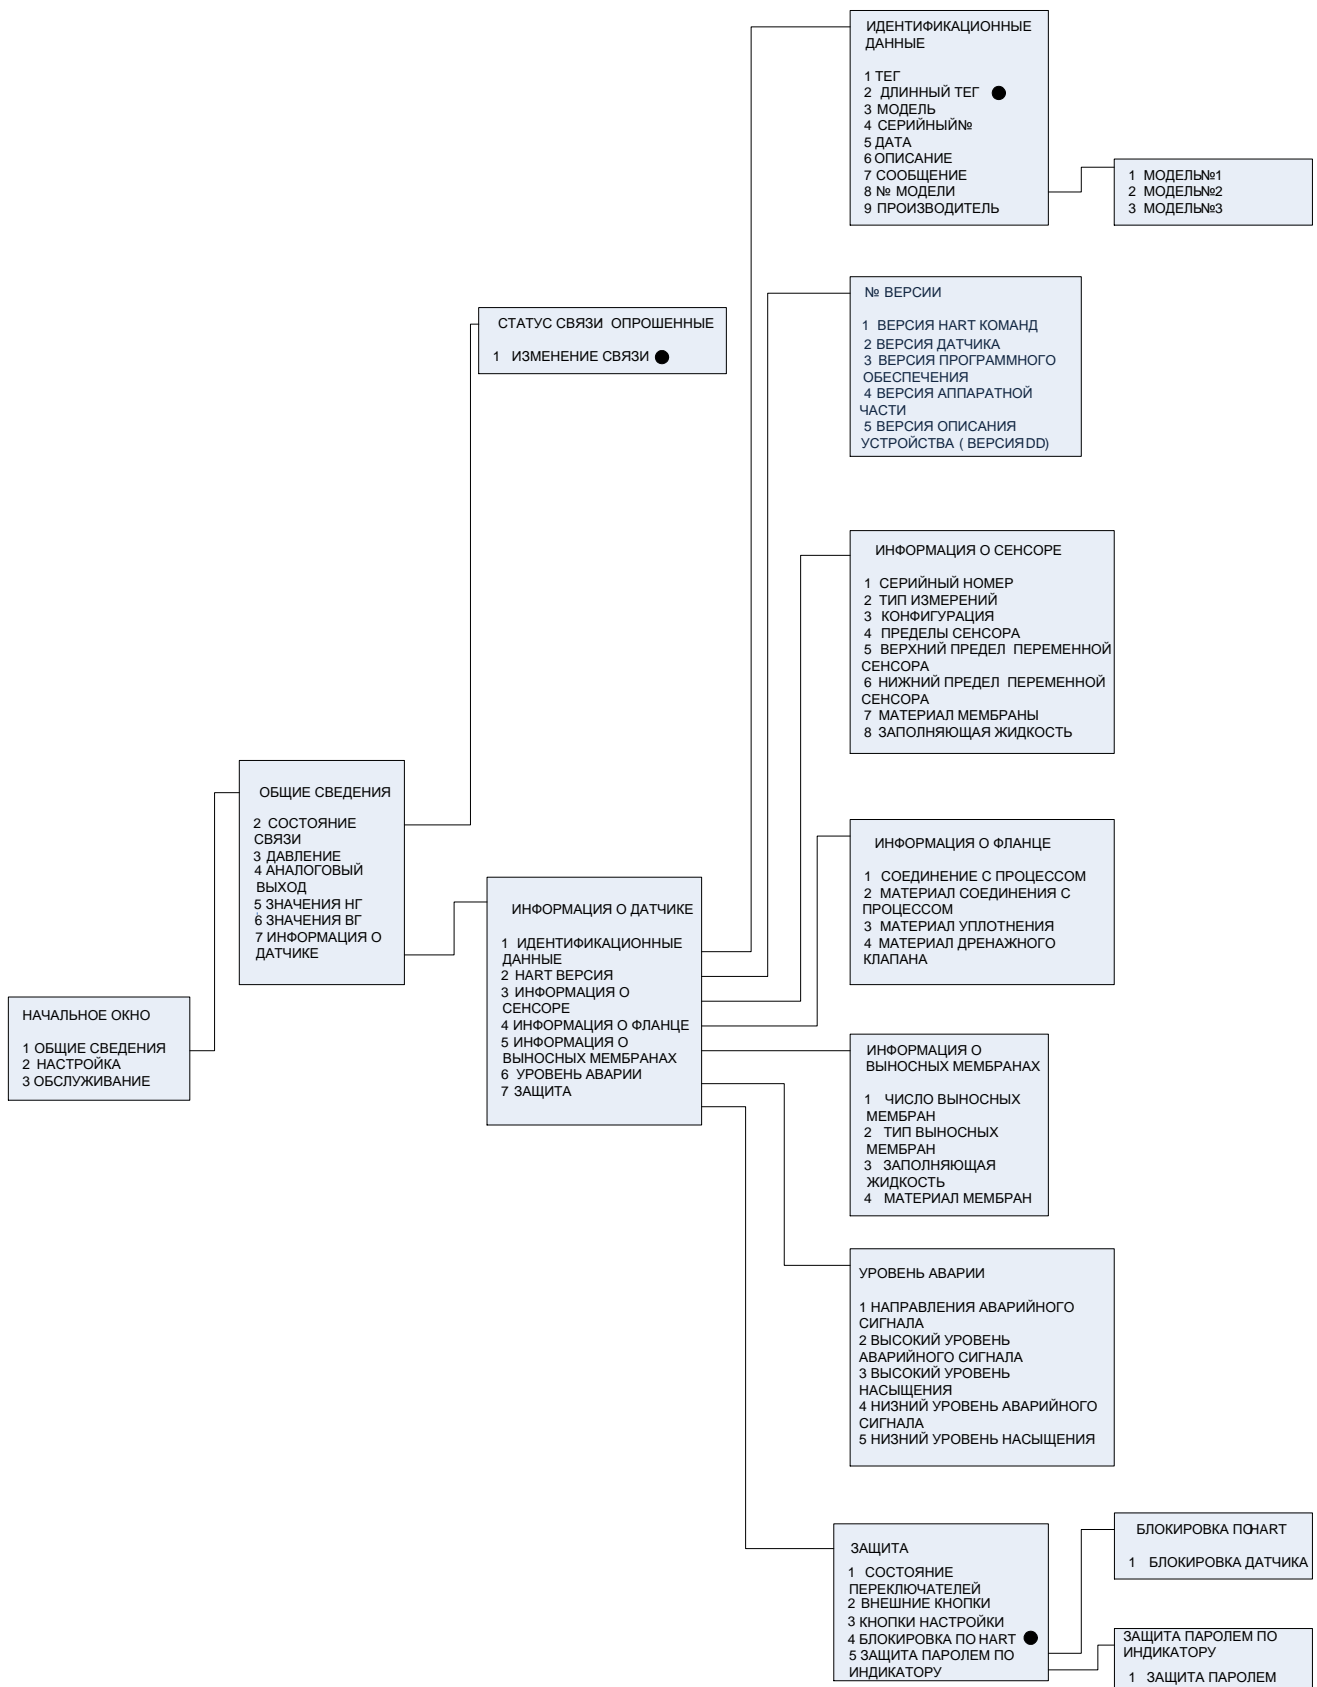 ИДЕНТИФИКАЦИОННЫЕ
ДАННЫЕ
1 ТЕГ
2 ДЛИННЫЙ ТЕГ
3 МОДЕЛЬ
4 СЕРИЙНЫЙ№
5 ДАТА
6 ОПИСАНИЕ
7 СООБЩЕНИЕ
8 № МОДЕЛИ
9 ПРОИЗВОДИТЕЛЬ
1 МОДЕЛЬ№1
2 МОДЕЛЬ№2
3 МОДЕЛЬ№3
№ ВЕРСИИ
1 ВЕРСИЯ HART КОМАНД
2 ВЕРСИЯ ДАТЧИКА
3 ВЕРСИЯ ПРОГРАММНОГО
ОБЕСПЕЧЕНИЯ
4 ВЕРСИЯ АППАРАТНОЙ
ЧАСТИ
5 ВЕРСИЯ ОПИСАНИЯ
УСТРОЙСТВА ( ВЕРСИЯ DD)
СТАТУС СВЯЗИ ОПРОШЕННЫЕ
1 ИЗМЕНЕНИЕ СВЯЗИ
ИНФОРМАЦИЯ О СЕНСОРЕ
1 СЕРИЙНЫЙ НОМЕР
2 ТИП ИЗМЕРЕНИЙ
3 КОНФИГУРАЦИЯ
4 ПРЕДЕЛЫ СЕНСОРА
5 ВЕРХНИЙ ПРЕДЕЛ ПЕРЕМЕННОЙ
СЕНСОРА
6 НИЖНИЙ ПРЕДЕЛ ПЕРЕМЕННОЙ
СЕНСОРА
7 МАТЕРИАЛ МЕМБРАНЫ
8 ЗАПОЛНЯЮЩАЯ ЖИДКОСТЬ
ОБЩИЕ СВЕДЕНИЯ
2 СОСТОЯНИЕ
СВЯЗИ
3 ДАВЛЕНИЕ
4 АНАЛОГОВЫЙ
ВЫХОД
5 ЗНАЧЕНИЯ НГ
6 ЗНАЧЕНИЯ ВГ
7 ИНФОРМАЦИЯ О
ДАТЧИКЕ
ИНФОРМАЦИЯ О ФЛАНЦЕ
1 СОЕДИНЕНИЕ С ПРОЦЕССОМ
2 МАТЕРИАЛ СОЕДИНЕНИЯ С
ПРОЦЕССОМ
3 МАТЕРИАЛ УПЛОТНЕНИЯ
4 МАТЕРИАЛ ДРЕНАЖНОГО
КЛАПАНА
ИНФОРМАЦИЯ О ДАТЧИКЕ
1 ИДЕНТИФИКАЦИОННЫЕ
ДАННЫЕ
2 HART ВЕРСИЯ
3 ИНФОРМАЦИЯ О
СЕНСОРЕ
4 ИНФОРМАЦИЯ О ФЛАНЦЕ
5 ИНФОРМАЦИЯ О
ВЫНОСНЫХ МЕМБРАНАХ
6 УРОВЕНЬ АВАРИИ
7 ЗАЩИТА
НАЧАЛЬНОЕ ОКНО
1 ОБЩИЕ СВЕДЕНИЯ
2 НАСТРОЙКА
3 ОБСЛУЖИВАНИЕ
ИНФОРМАЦИЯ О
ВЫНОСНЫХ МЕМБРАНАХ
1 ЧИСЛО ВЫНОСНЫХ
МЕМБРАН
2 ТИП ВЫНОСНЫХ
МЕМБРАН
3 ЗАПОЛНЯЮЩАЯ
ЖИДКОСТЬ
4 МАТЕРИАЛ МЕМБРАН
УРОВЕНЬ АВАРИИ
1 НАПРАВЛЕНИЯ АВАРИЙНОГО
СИГНАЛА
2 ВЫСОКИЙ УРОВЕНЬ
АВАРИЙНОГО СИГНАЛА
3 ВЫСОКИЙ УРОВЕНЬ
НАСЫЩЕНИЯ
4 НИЗНИЙ УРОВЕНЬ АВАРИЙНОГО
СИГНАЛА
5 НИЗНИЙ УРОВЕНЬ НАСЫЩЕНИЯ
ЗАЩИТА
1 СОСТОЯНИЕ
ПЕРЕКЛЮЧАТЕЛЕЙ
2 ВНЕШНИЕ КНОПКИ
3 КНОПКИ НАСТРОЙКИ
4 БЛОКИРОВКА ПО HART
5 ЗАЩИТА ПАРОЛЕМ ПО
ИНДИКАТОРУ
БЛОКИРОВКА ПО HART
1 БЛОКИРОВКА ДАТЧИКА
ЗАЩИТА ПАРОЛЕМ ПО
ИНДИКАТОРУ
1 ЗАЩИТА ПАРОЛЕМ